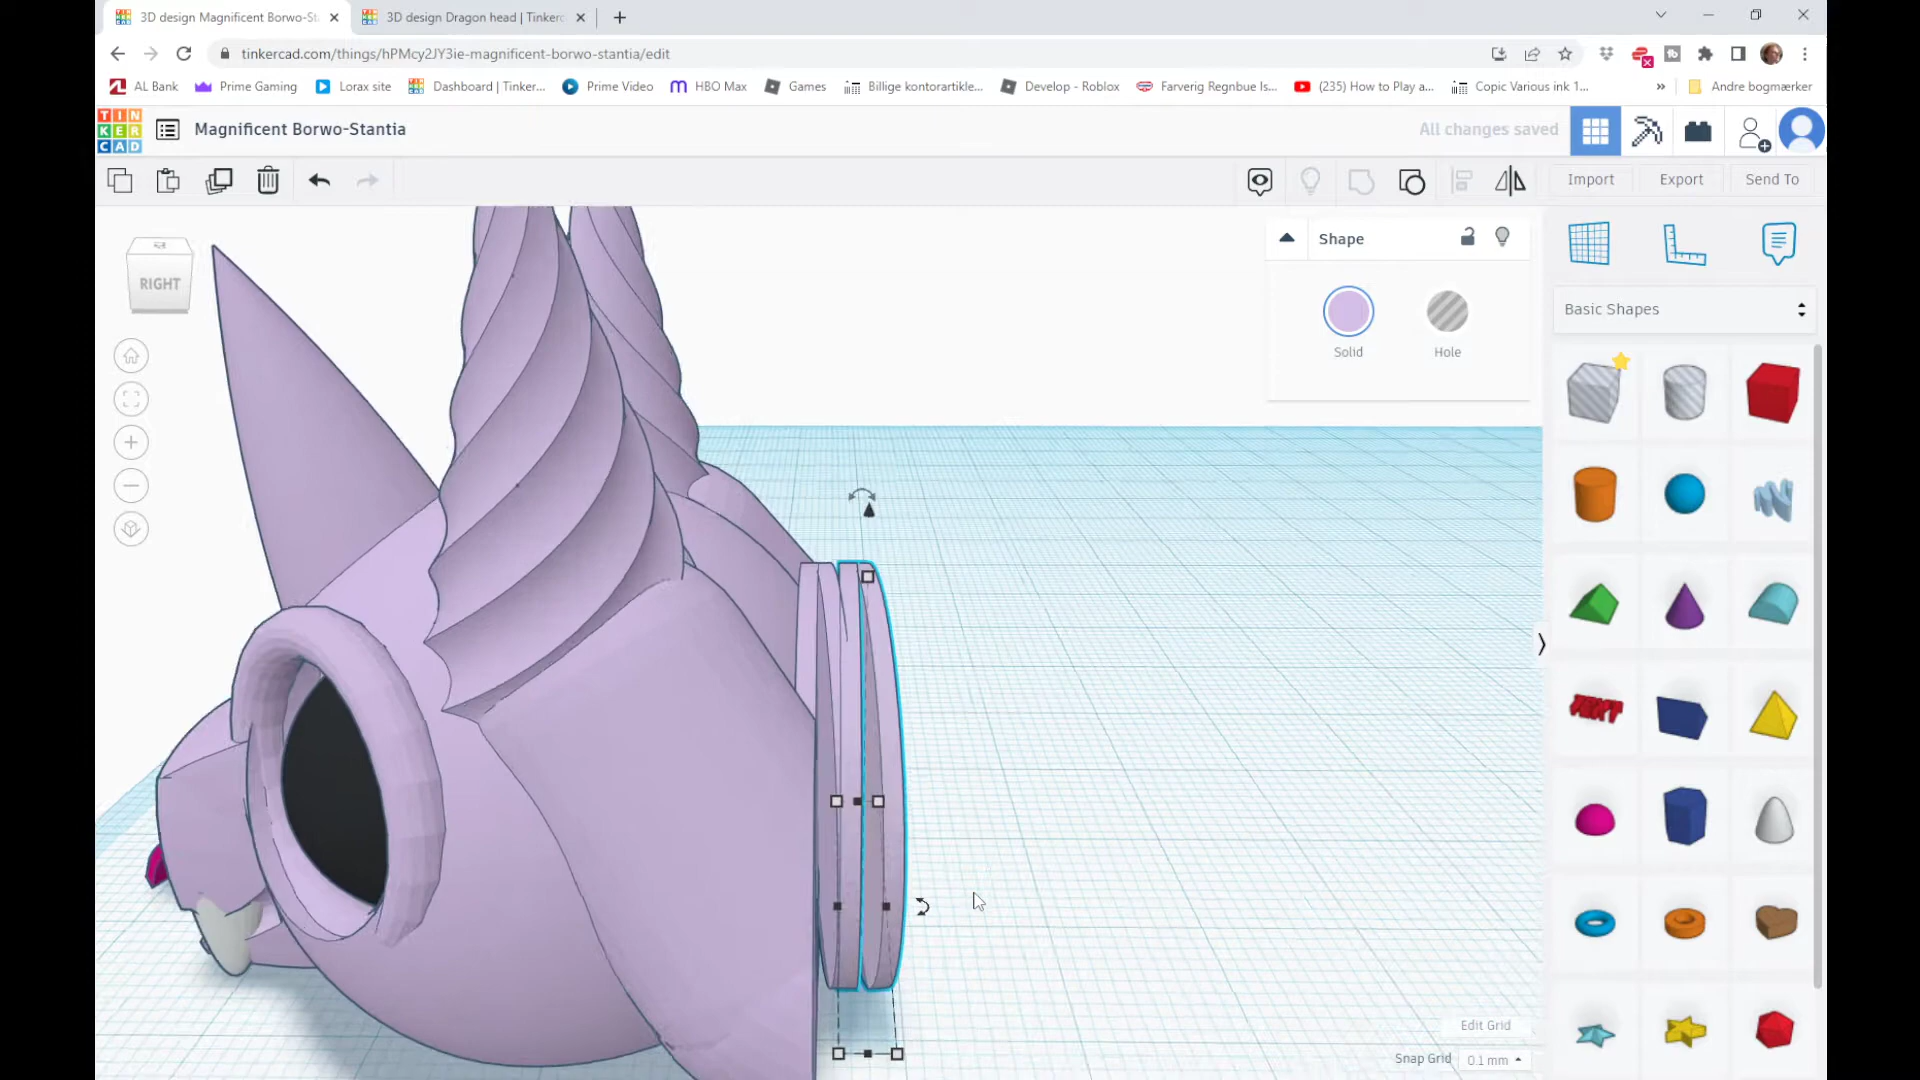 3D design Magnificent Borwo-St
3D design Dragon head | Tinkerc
tinkercad.com/things/hPMcy2JY3ie-magnificent-borwo-stantia/edit
AL Bank
Prime Gaming
Lorax site
Dashboard | Tinker...
Prime Video
HBO Max
Games
Billige kontorartikle...
Develop - Roblox
Farverig Regnbue Is...
(235) How to Play a...
Copic Various ink 1...
»
Andre bogmærker
TIN
KER
CAD
Magnificent Borwo-Stantia
All changes saved
Import
Export
Send To
RIGHT
Shape
Solid
Hole
Basic Shapes
TEXT
Edit Grid
Snap Grid
0.1 mm